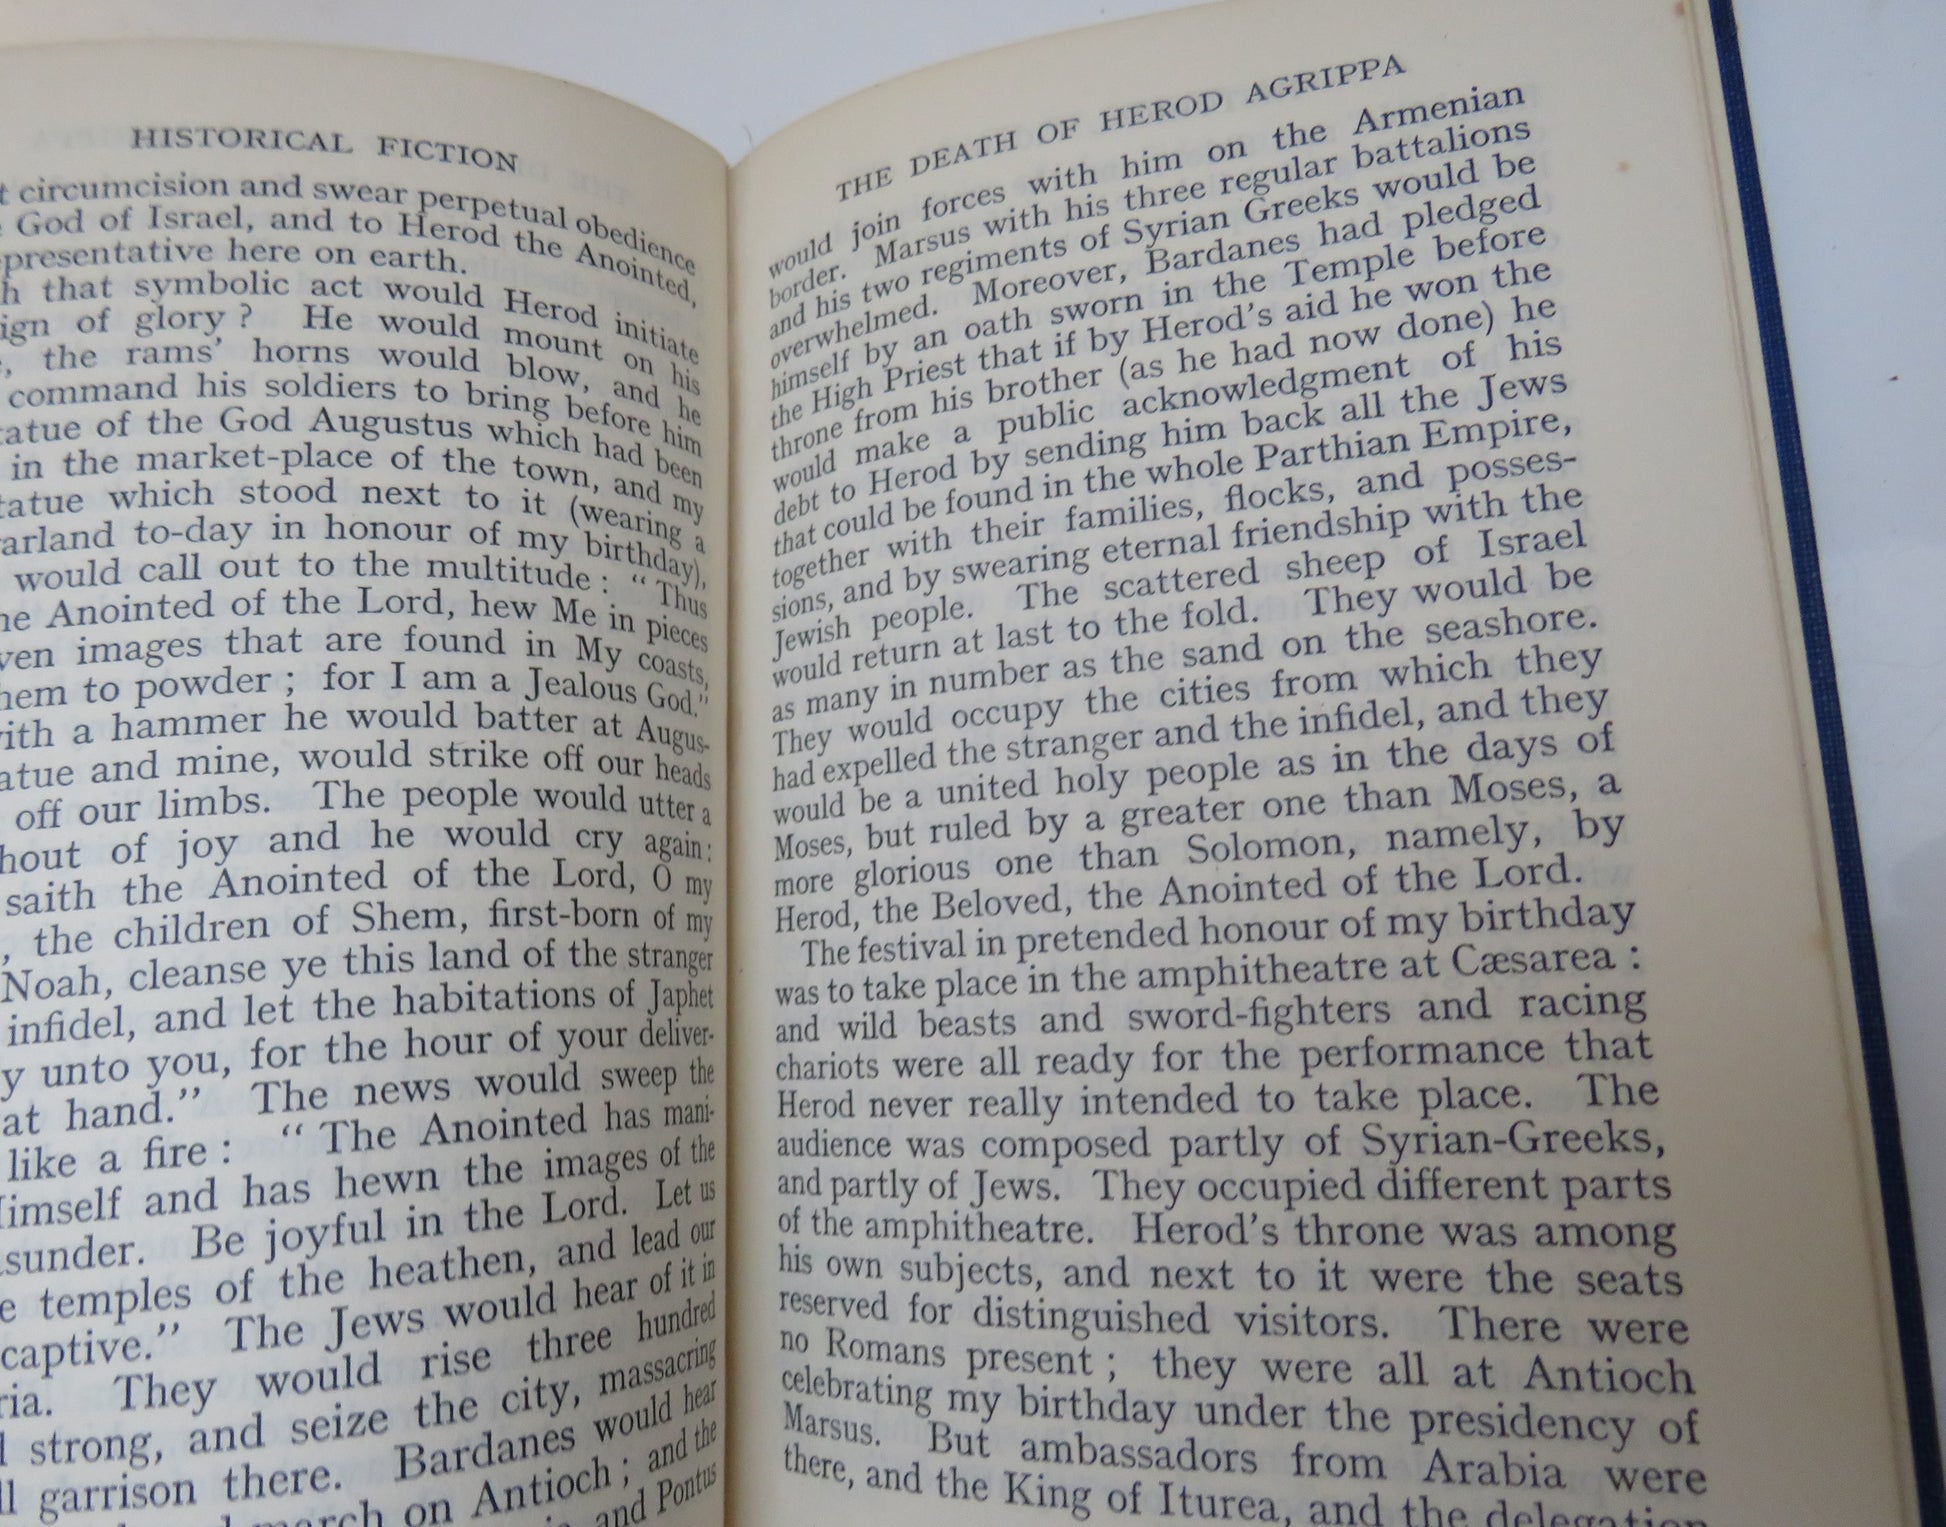 HISTORICAL FICTION
circumcision and swear perpetual obedience
God of Israel, and to Herod the Anointed,
presentative here on earth.
h that symbolic act would Herod initiate
ign of glory? He would mount on his
, the rams' horns would blow, and he
command his soldiers to bring before him
atue of the God Augustus which had been
in the market-place of the town, and my
tatue which stood next to it (wearing a
arland to-day in honour of my birthday),
would call out to the multitude: "Thus
he Anointed of the Lord, hew Me in pieces
ven images that are found in My coasts,
hem to powder; for I am a Jealous God."
with a hammer he would batter at Augus-
atue and mine, would strike off our heads
off our limbs. The people would utter a
hout of joy and he would cry again:
saith the Anointed of the Lord, O my
, the children of Shem, first-born of my
Noah, cleanse ye this land of the stranger
infidel, and let the habitations of Japhet
y unto you, for the hour of your deliver-
at hand." The news would sweep the
like a fire: "The Anointed has mani-
Himself and has hewn the images of the
sunder. Be joyful in the Lord. Let us
e temples of the heathen, and lead our
captive." The Jews would hear of it in
ria. They would rise three hundred
strong, and seize the city, massacring
ll garrison there. Bardanes would hear
march on Antioch; and the
and Pontus
THE DEATH OF HEROD AGRIPPA
would join forces with him on the Armenian
border. Marsus with his three regular battalions
and his two regiments of Syrian Greeks would be
overwhelmed. Moreover, Bardanes had pledged
himself by an oath sworn in the Temple before
the High Priest that if by Herod's aid he won the
throne from his brother (as he had now done) he
would make a public acknowledgment of his
debt to Herod by sending him back all the Jews
that could be found in the whole Parthian Empire,
together with their families, flocks, and posses-
sions, and by swearing eternal friendship with the
Jewish people. The scattered sheep of Israel
would return at last to the fold. They would be
as many in number as the sand on the seashore.
They would occupy the cities from which they
had expelled the stranger and the infidel, and they
would be a united holy people as in the days of
Moses, but ruled by a greater one than Moses, a
more glorious one than Solomon, namely, by
Herod, the Beloved, the Anointed of the Lord.
The festival in pretended honour of my birthday
was to take place in the amphitheatre at Cæsarea:
and wild beasts and sword-fighters and racing
chariots were all ready for the performance that
Herod never really intended to take place. The
audience was composed partly of Syrian-Greeks,
and partly of Jews. They occupied different parts
of the amphitheatre. Herod's throne was among
his own subjects, and next to it were the seats
reserved for distinguished visitors. There were
no Romans present; they were all at Antioch
celebrating my birthday under the presidency of
Marsus. But ambassadors from Arabia were
there, and the King of Iturea, and the delegation